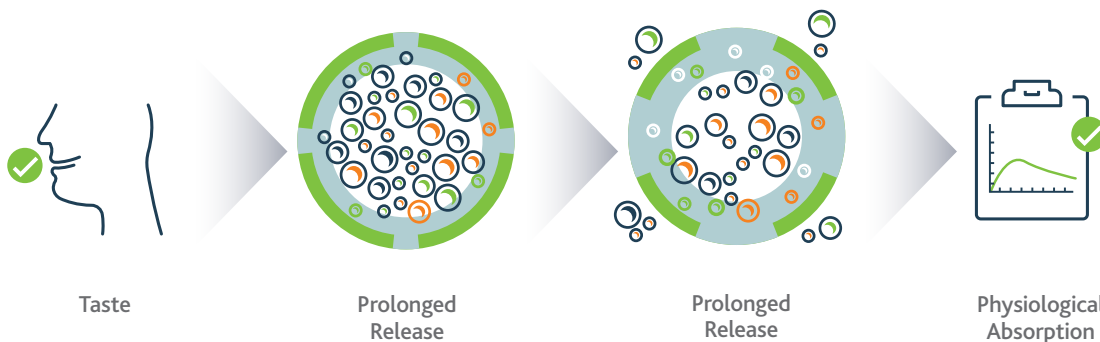 Taste
Prolonged
Release
Prolonged
Release
Physiological
Absorption